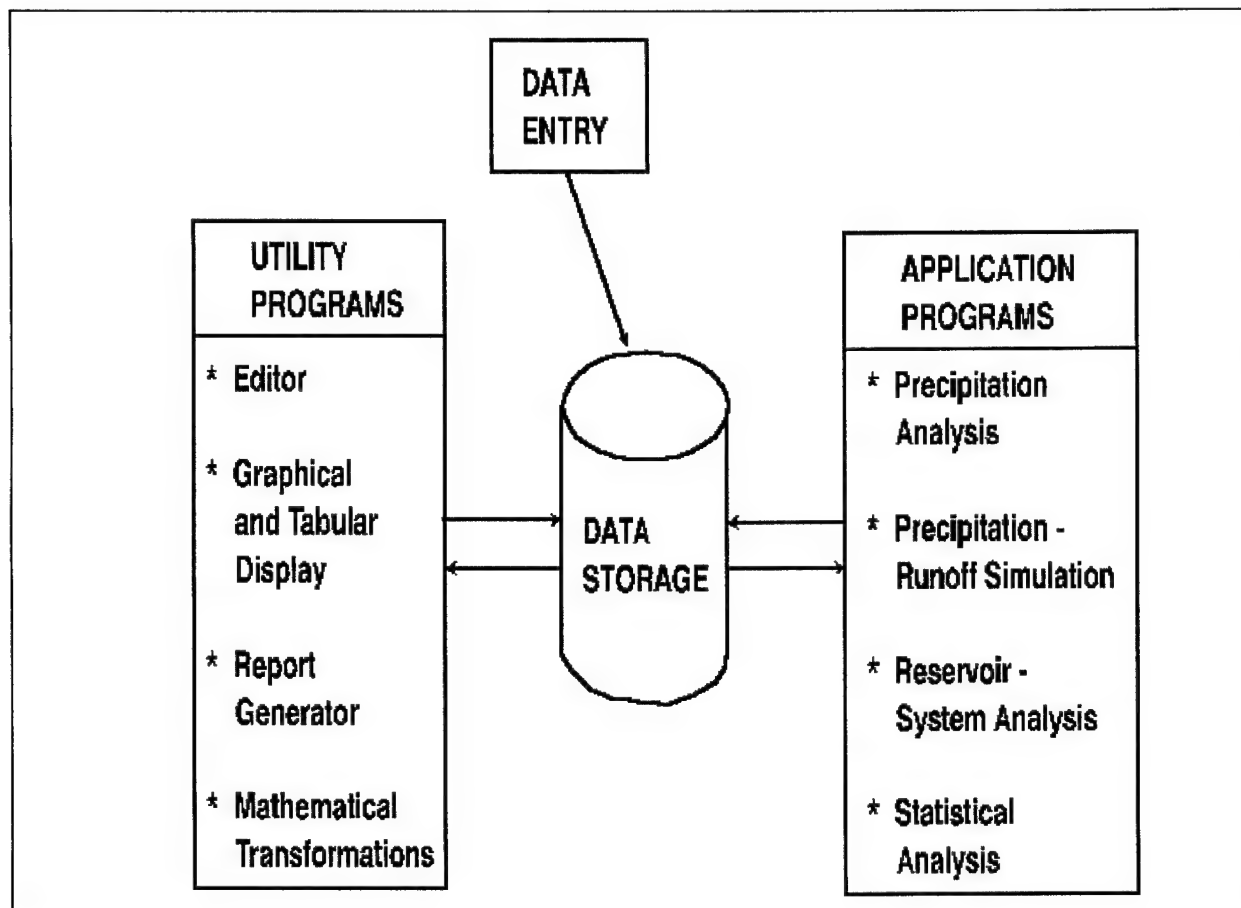 DATA
ENTRY
UTILITY
PROGRAMS
* Editor
* Graphical
and Tabular
Display
* Report
Generator
* Mathematical
Transformations
DATA
STORAGE
APPLICATION
PROGRAMS
* Precipitation
Analysis
* Precipitation -
Runoff Simulation
* Reservoir -
System Analysis
* Statistical
Analysis